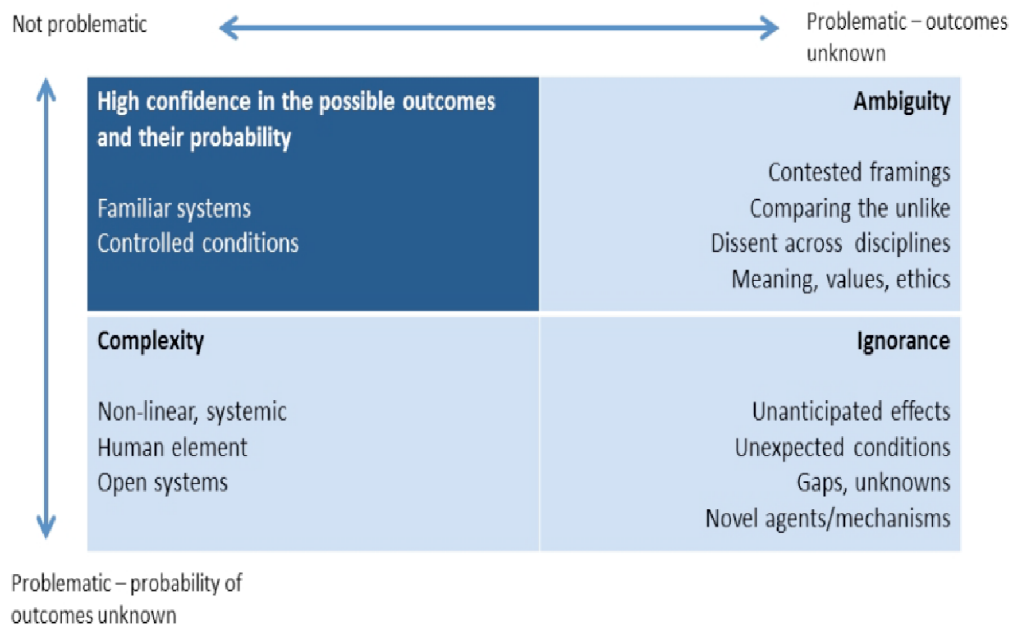 Not problematic
Problematic – outcomes
unknown
High confidence in the possible outcomes
and their probability
Familiar systems
Controlled conditions
Ambiguity
Contested framings
Comparing the unlike
Dissent across disciplines
Meaning, values, ethics
Complexity
Non-linear, systemic
Human element
Open systems
Ignorance
Unanticipated effects
Unexpected conditions
Gaps, unknowns
Novel agents/mechanisms
Problematic – probability of
outcomes unknown